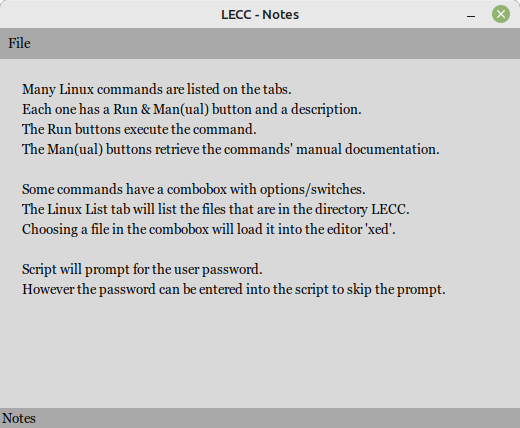 LECC - Notes
File
Many Linux commands are listed on the tabs.
Each one has a Run & Man(ual) button and a description.
The Run buttons execute the command.
The Man(ual) buttons retrieve the commands' manual documentation.
Some commands have a combobox with options/switches.
The Linux List tab will list the files that are in the directory LECC.
Choosing a file in the combobox will load it into the editor 'xed'.
Script will prompt for the user password.
However the password can be entered into the script to skip the prompt.
Notes